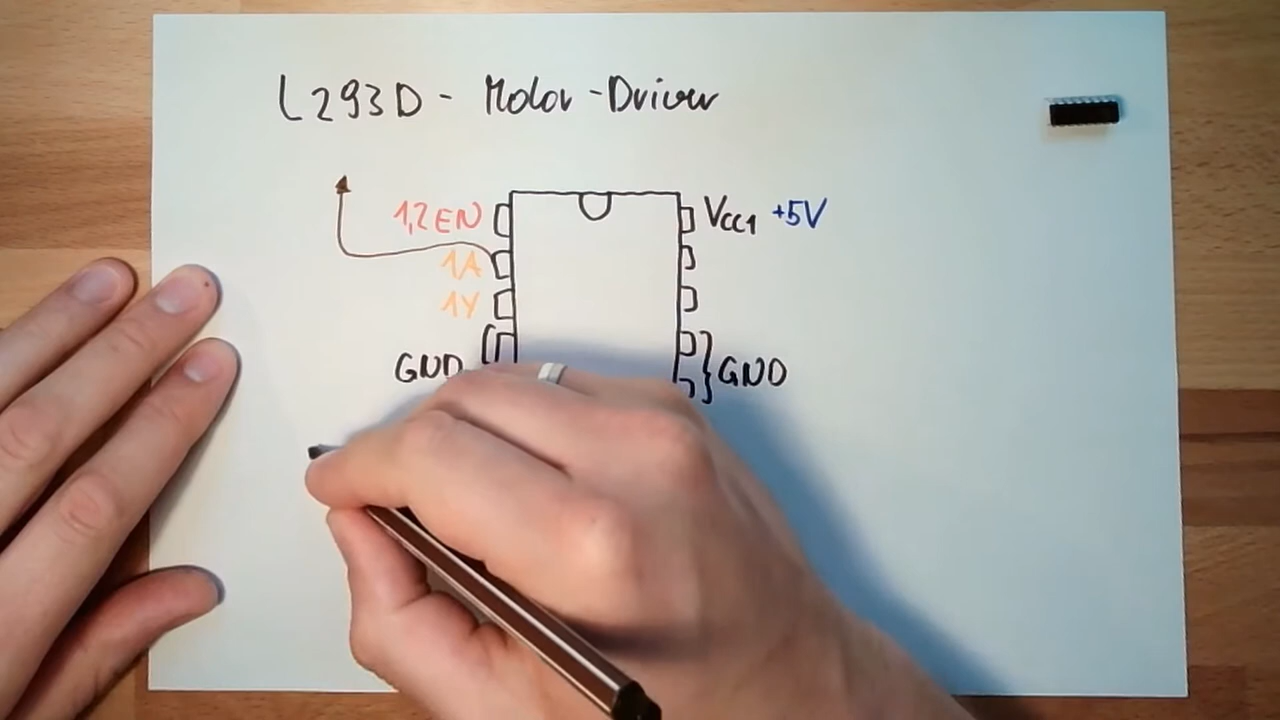 L293D - Motor-Driver
1,2EN
Vcc1 +5V
1A
1Y
GND
GND